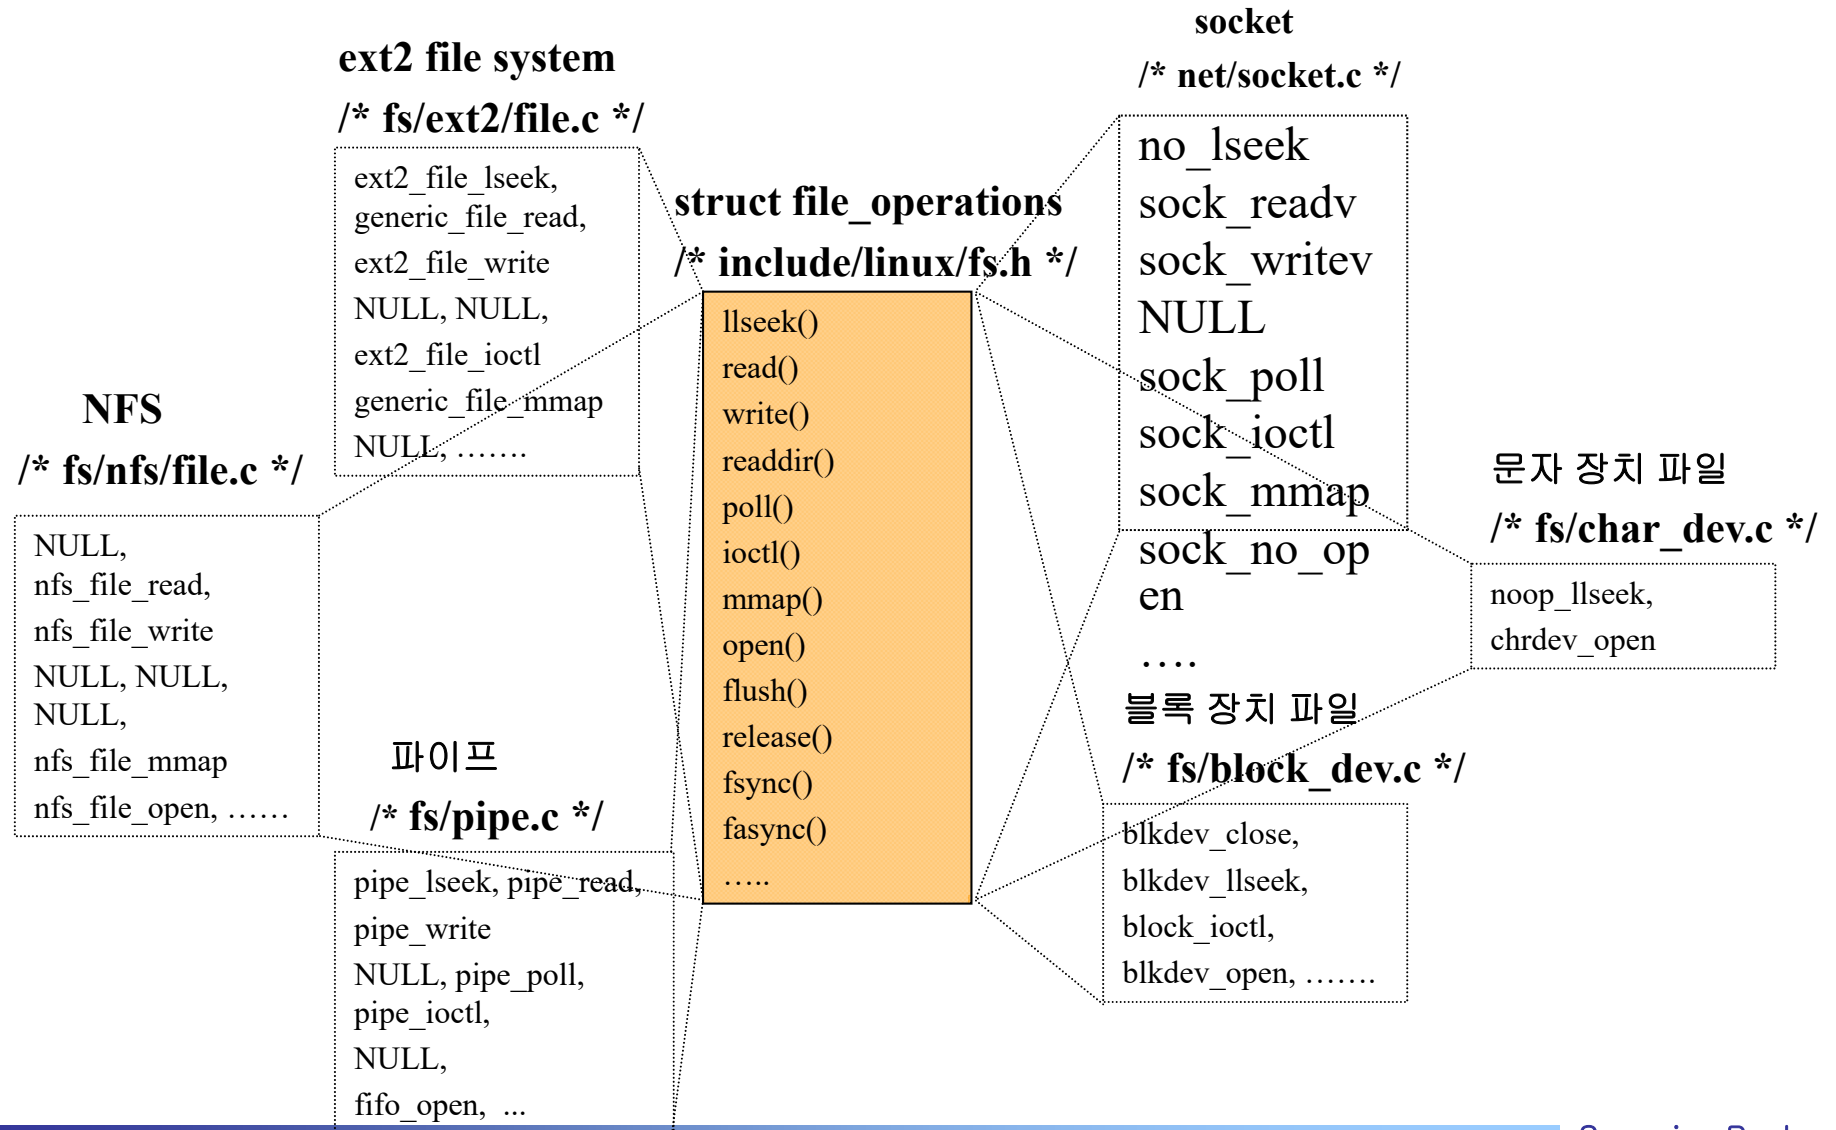 socket
/* net/socket.c */
no_lseek
sock_readv
sock_writev
NULL
sock_poll
sock_ioctl
sock_mmap
sock_no_op
en
….
ext2 file system
/* fs/ext2/file.c */
ext2_file_lseek,
generic_file_read,
ext2_file_write
NULL, NULL,
ext2_file_ioctl
generic_file_mmap
NULL, …….
struct file_operations
/* include/linux/fs.h */
llseek()
read()
write()
readdir()
poll()
ioctl()
mmap()
open()
flush()
release()
fsync()
fasync()
…..
NFS
/* fs/nfs/file.c */
NULL,
nfs_file_read,
nfs_file_write
NULL, NULL,
NULL,
nfs_file_mmap
nfs_file_open, ……
문자 장치 파일
/* fs/char_dev.c */
noop_llseek,
chrdev_open
파이프
/* fs/pipe.c */
pipe_lseek, pipe_read,
pipe_write
NULL, pipe_poll,
pipe_ioctl,
NULL,
fifo_open, ...
블록 장치 파일
/* fs/block_dev.c */
blkdev_close,
blkdev_llseek,
block_ioctl,
blkdev_open, …….